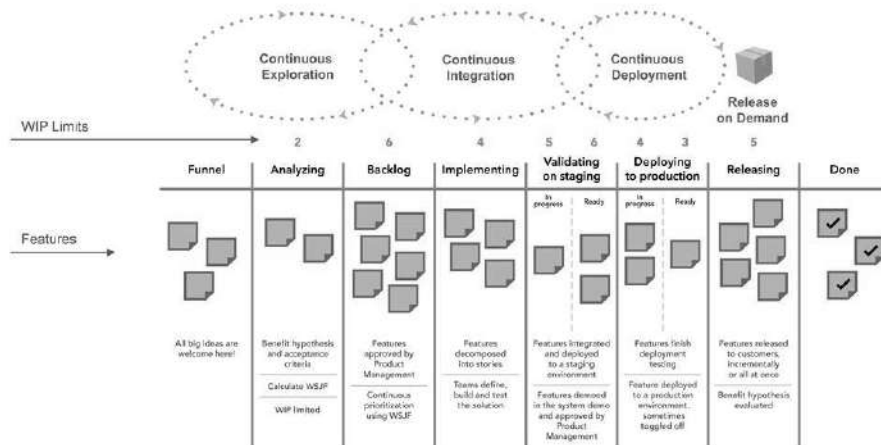 Continuous
Exploration
Continuous
Integration
Continuous
Deployment
Release
on Demand
WIP Limits
2
6
4
5
6
4
3
5
Funnel
Analyzing
Backlog
Implementing
Validating
on staging
Deploying
to production
Releasing
Done
In
progress
Ready
In
progress
Ready
Features
All big ideas are
welcome here!
Benefit hypothesis
and acceptance
criteria
Calculate WSJF
WIP limited
Features
approved by
Product
Management
Continuous
prioritization
using WSJF
Features
decomposed
into stories
Teams define,
build and test
the solution
Features integrated
and deployed
to a staging
environment
Features demoed
in the system demo
and approved by
Product
Management
Features finish
deployment
testing
Feature deployed
to a production
environment,
sometimes
toggled off
Features released
to customers,
incrementally
or all at once
Benefit hypothesis
evaluated